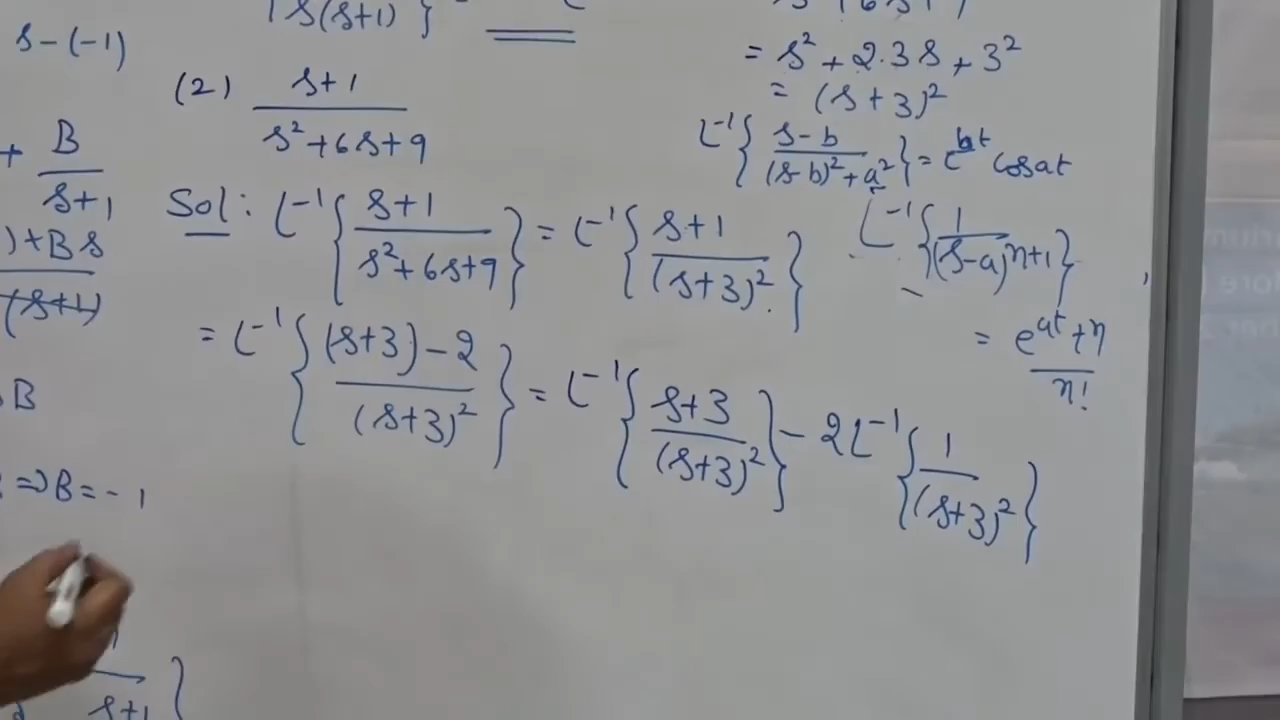 s-(-1)
s(s+1) }
(2) s+1
s²+6s+9
+ B
s+1
)+Bs
(s+1)
B
⇒ B = -1
= s² + 2.3s + 3²
= (s+3)²
L⁻¹{ s-b / (s-b)²+a² } = e^bt cosat
Sol: L⁻¹{ s+1 / s²+6s+9 } = L⁻¹{ s+1 / (s+3)² }
L⁻¹{ 1 / (s-a)^n+1 }
= e^at t^n / n!
= L⁻¹{ (s+3)-2 / (s+3)² } = L⁻¹{ s+3 / (s+3)² } - 2L⁻¹{ 1 / (s+3)² }
s+1 }